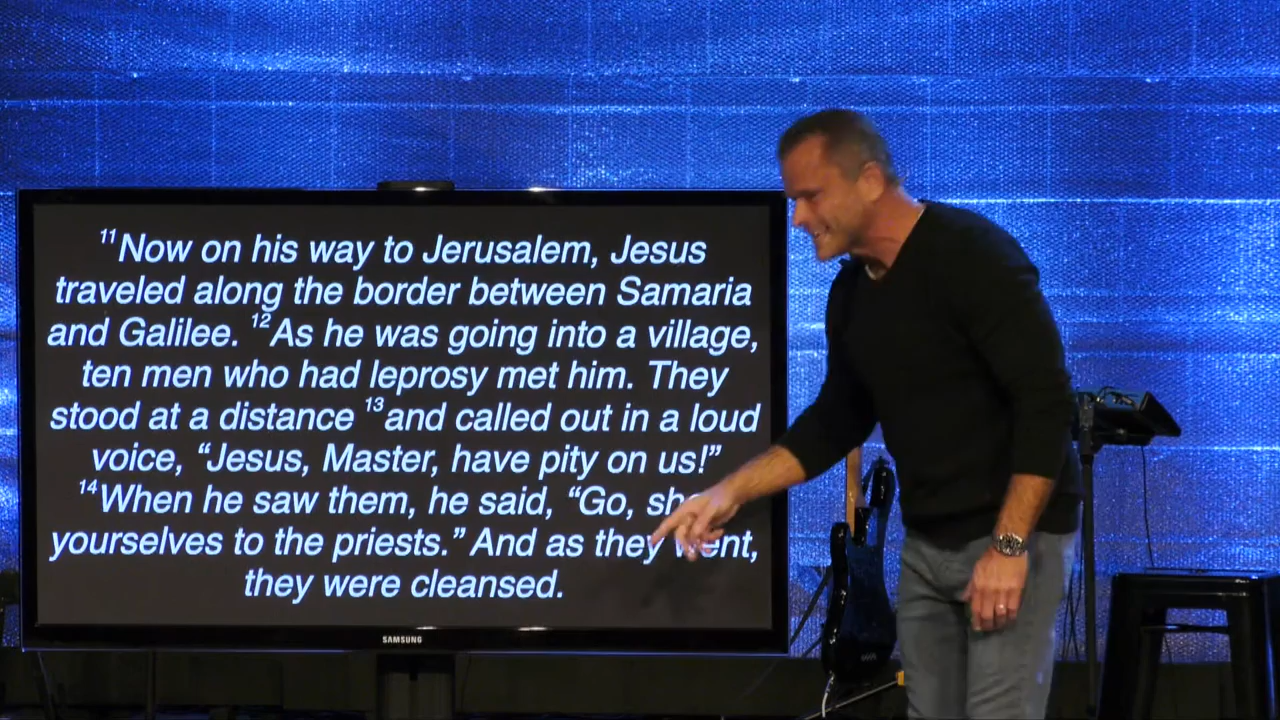 11Now on his way to Jerusalem, Jesus
traveled along the border between Samaria
and Galilee. 12As he was going into a village,
ten men who had leprosy met him. They
stood at a distance 13and called out in a loud
voice, “Jesus, Master, have pity on us!”
14When he saw them, he said, “Go,
yourselves to the priests.” And as they
they were cleansed.
SAMSUNG